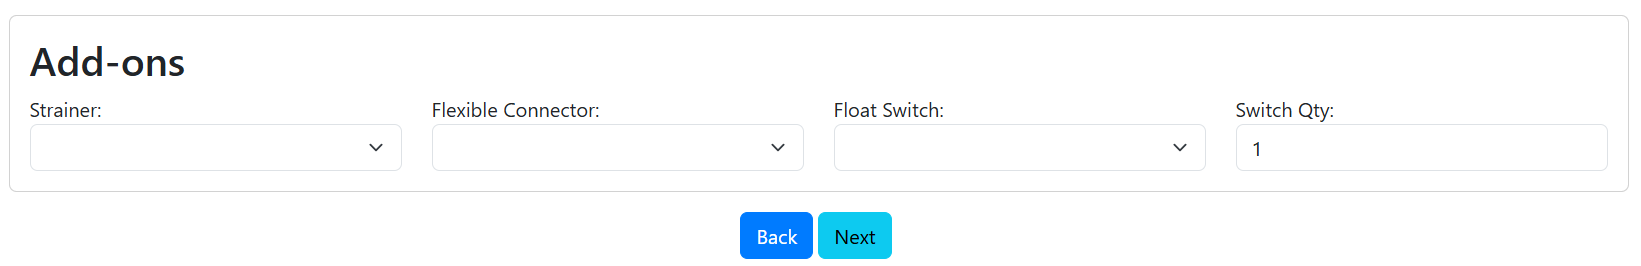 Add-ons
Strainer: Flexible Connector: Float Switch: Switch Qty:
1
Back Next